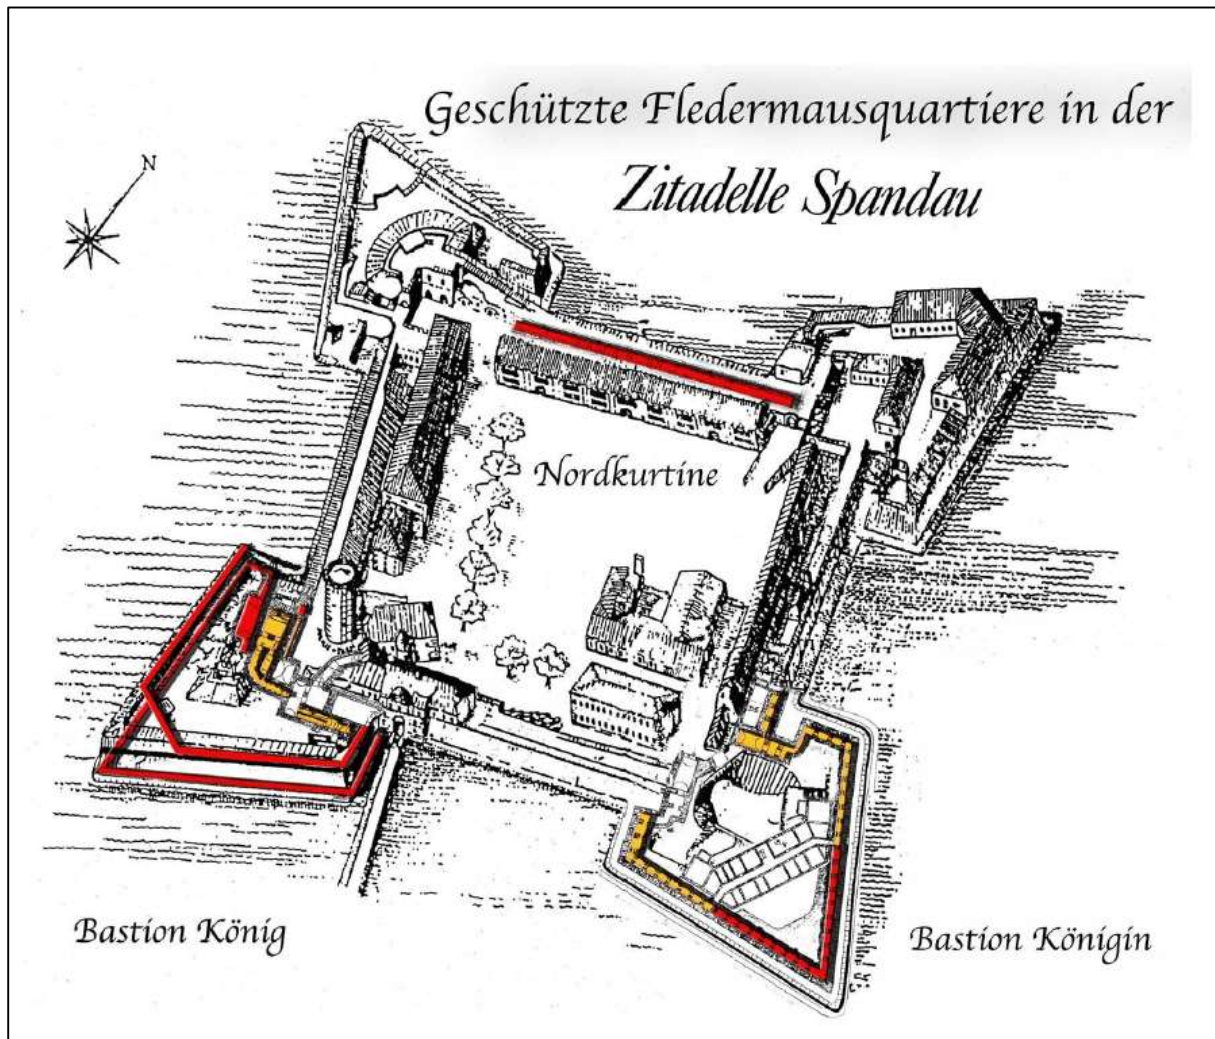 Geschützte Fledermausquartiere in der
Zitadelle Spandau
N
Nordkurtine
Bastion König
Bastion Königin